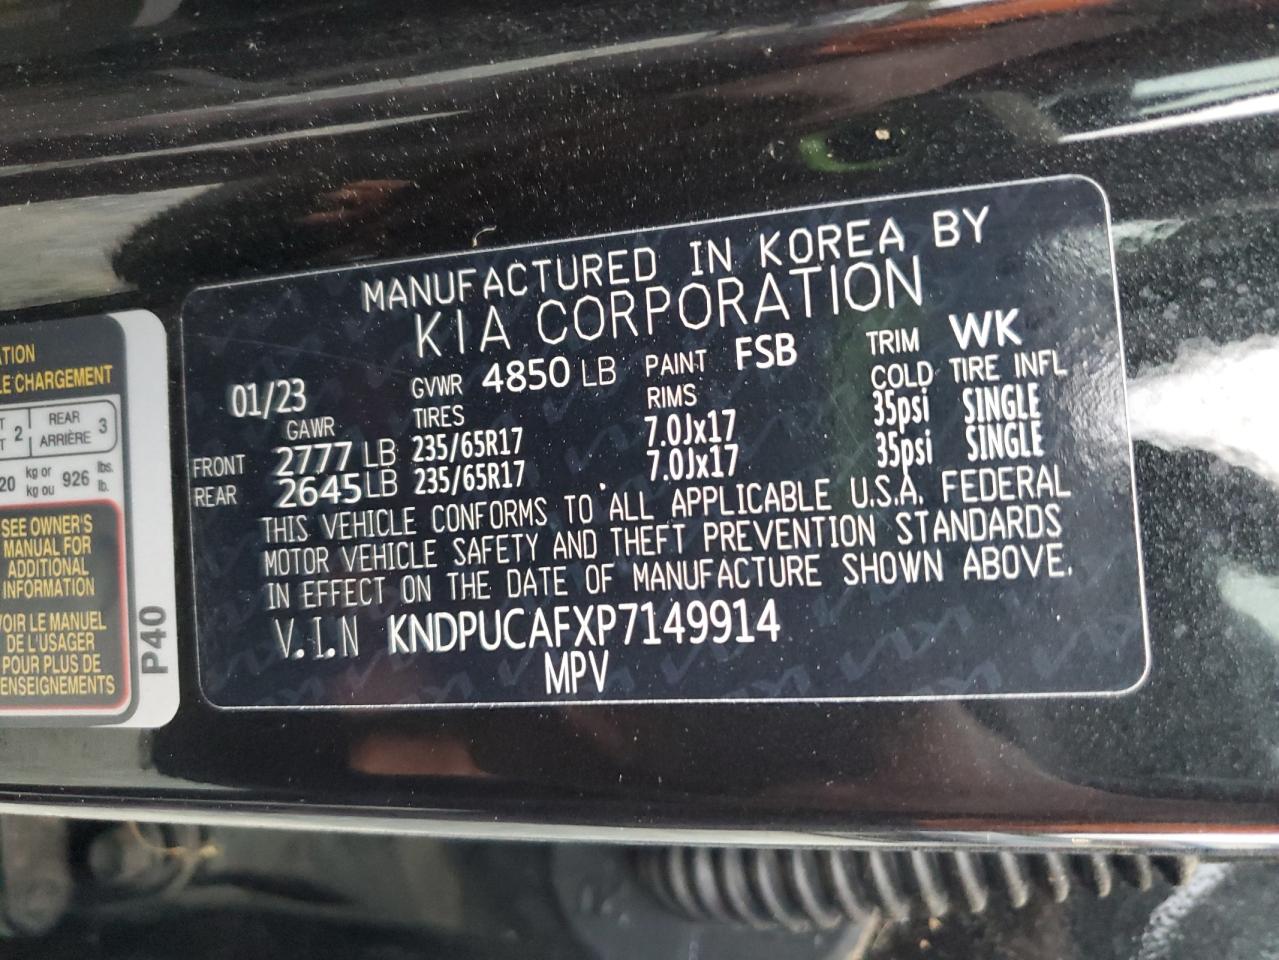 MANUFACTURED IN KOREA BY
KIA CORPORATION
01/23 GVWR 4850 LB PAINT FSB TRIM WK
GAWR TIRES RIMS COLD TIRE INFL
FRONT 2777 LB 235/65R17 7.0Jx17 35psi SINGLE
REAR 2645 LB 235/65R17 7.0Jx17 35psi SINGLE
THIS VEHICLE CONFORMS TO ALL APPLICABLE U.S.A. FEDERAL
MOTOR VEHICLE SAFETY AND THEFT PREVENTION STANDARDS
IN EFFECT ON THE DATE OF MANUFACTURE SHOWN ABOVE.
V.I.N KNDPUCAFXP7149914
MPV
CHARGEMENT
2 REAR ARRIÈRE 3
kg or kg ou 926 lbs. lb.
SEE OWNER'S
MANUAL FOR
ADDITIONAL
INFORMATION
LE MANUEL
DE L'USAGER
POUR PLUS DE
P40